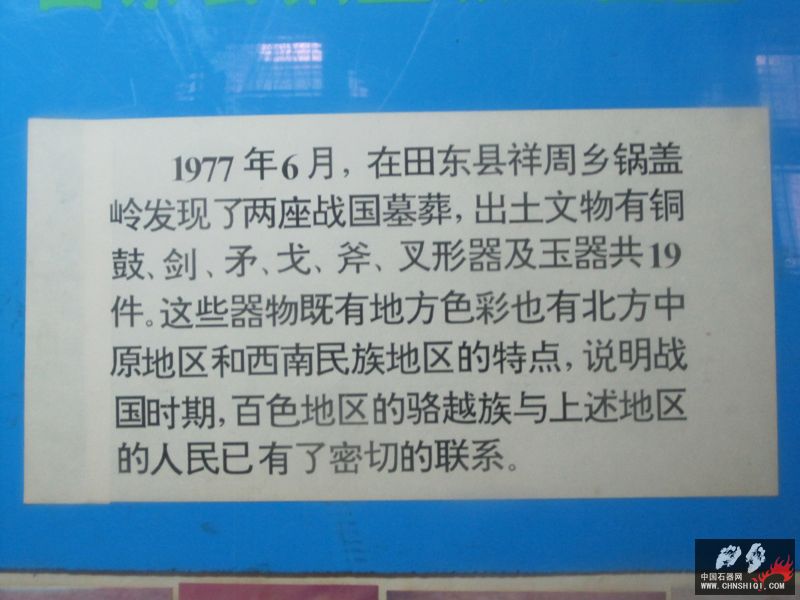 1977年6月，在田东县祥周乡锅盖
岭发现了两座战国墓葬，出土文物有铜
鼓、剑、矛、戈、斧、叉形器及玉器共19
件。这些器物既有地方色彩也有北方中
原地区和西南民族地区的特点，说明战
国时期，百色地区的骆越族与上述地区
的人民已有了密切的联系。
中国石器网
WWW.CHNSHIQI.COM